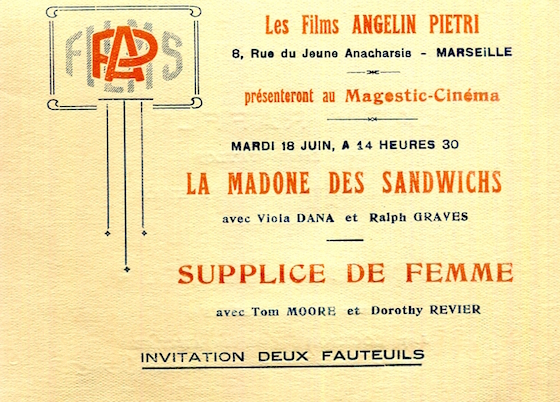 FILMS
AP
Les Films ANGELIN PIETRI
8, Rue du Jeune Anacharsis - MARSEILLE
présenteront au Magestic-Cinéma
MARDI 18 JUIN, A 14 HEURES 30
LA MADONE DES SANDWICHS
avec Viola DANA et Ralph GRAVES
SUPPLICE DE FEMME
avec Tom MOORE et Dorothy REVIER
INVITATION DEUX FAUTEUILS